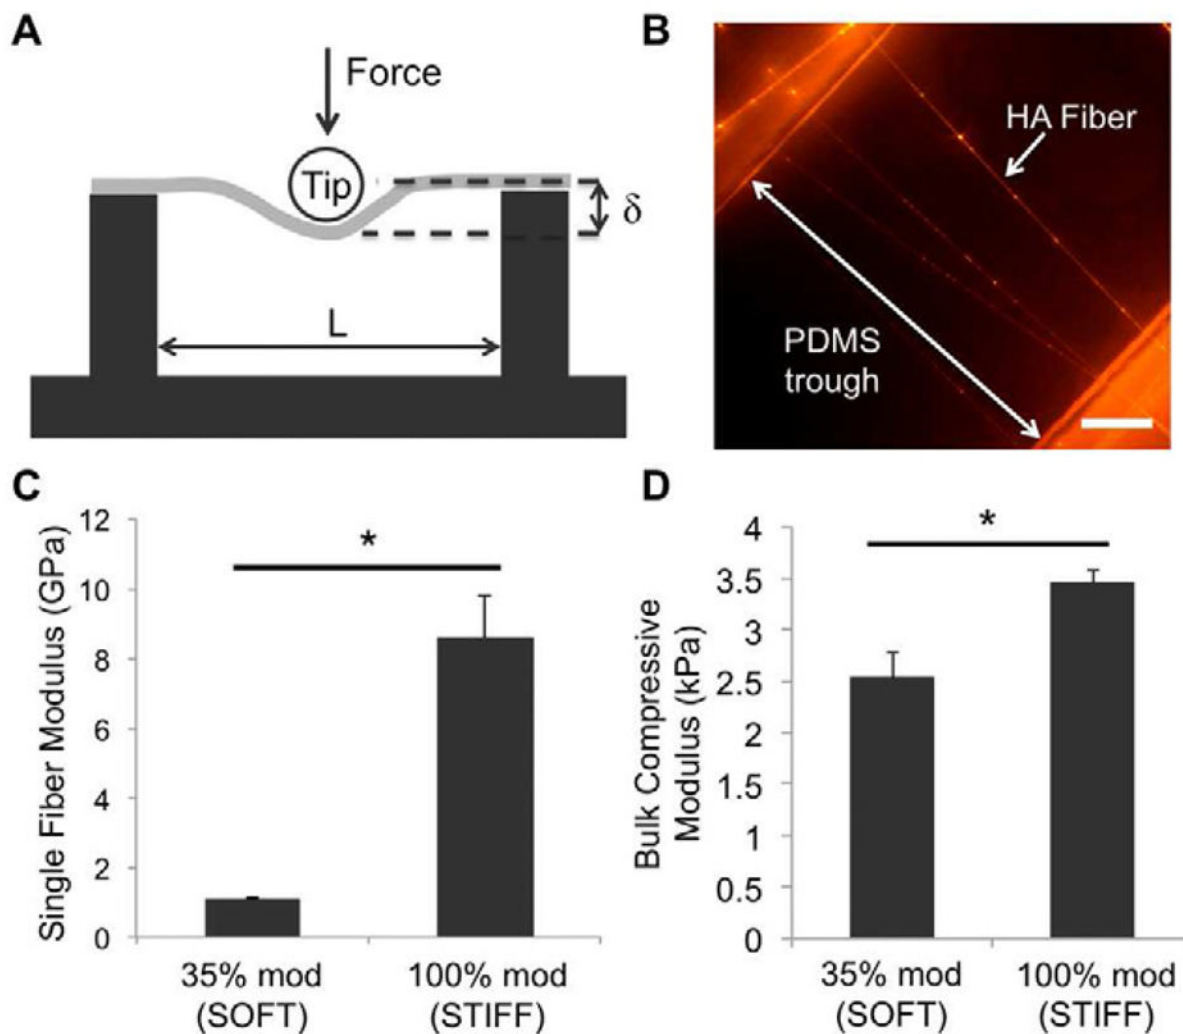 A
Force
Tip
δ
L
B
HA Fiber
PDMS
trough
C
Single Fiber Modulus (GPa)
12
10
8
6
4
2
0
*
35% mod
(SOFT)
100% mod
(STIFF)
D
Bulk Compressive
Modulus (kPa)
4
3.5
3
2.5
2
1.5
1
0.5
0
*
35% mod
(SOFT)
100% mod
(STIFF)